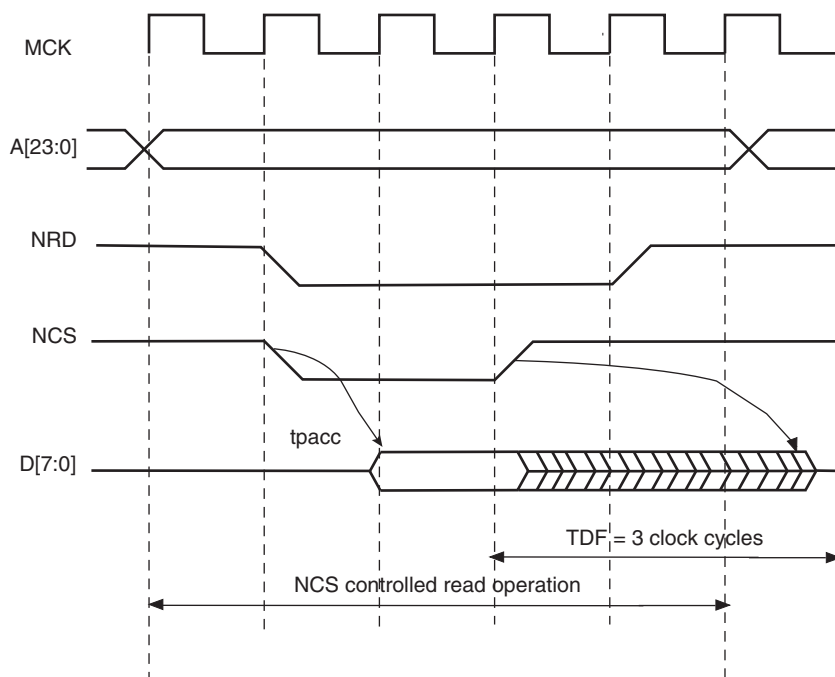 MCK
A[23:0]
NRD
NCS
tpacc
D[7:0]
TDF = 3 clock cycles
NCS controlled read operation